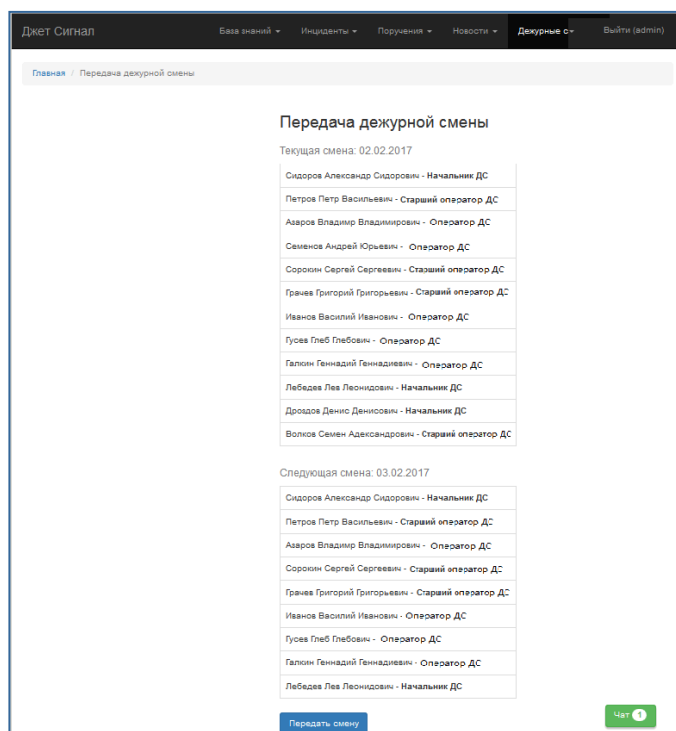 Джет Сигнал База знаний Инциденты Поручения Новости Дежурные с Выйти (admin)
Главная / Передача дежурной смены
Передача дежурной смены
Текущая смена: 02.02.2017
Сидоров Александр Сидорович - Начальник ДС
Петров Петр Васильевич - Старший оператор ДС
Азаров Владимр Владимирович - Оператор ДС
Семенов Андрей Юрьевич - Оператор ДС
Сорокин Сергей Сергеевич - Старший оператор ДС
Грачев Григорий Григорьевич - Старший оператор ДС
Иванов Василий Иванович - Оператор ДС
Гусев Глеб Глебович - Оператор ДС
Галкин Геннадий Геннадиевич - Оператор ДС
Лебедев Лев Леонидович - Начальник ДС
Дроздов Денис Денисович - Начальник ДС
Волков Семен Адександрович - Старший оператор ДС
Следующая смена: 03.02.2017
Сидоров Александр Сидорович - Начальник ДС
Петров Петр Васильевич - Старший оператор ДС
Азаров Владимр Владимирович - Оператор ДС
Сорокин Сергей Сергеевич - Старший оператор ДС
Грачев Григорий Григорьевич - Старший оператор ДС
Иванов Василий Иванович - Оператор ДС
Гусев Глеб Глебович - Оператор ДС
Галкин Геннадий Геннадиевич - Оператор ДС
Лебедев Лев Леонидович - Начальник ДС
Передать смену
Чат 1